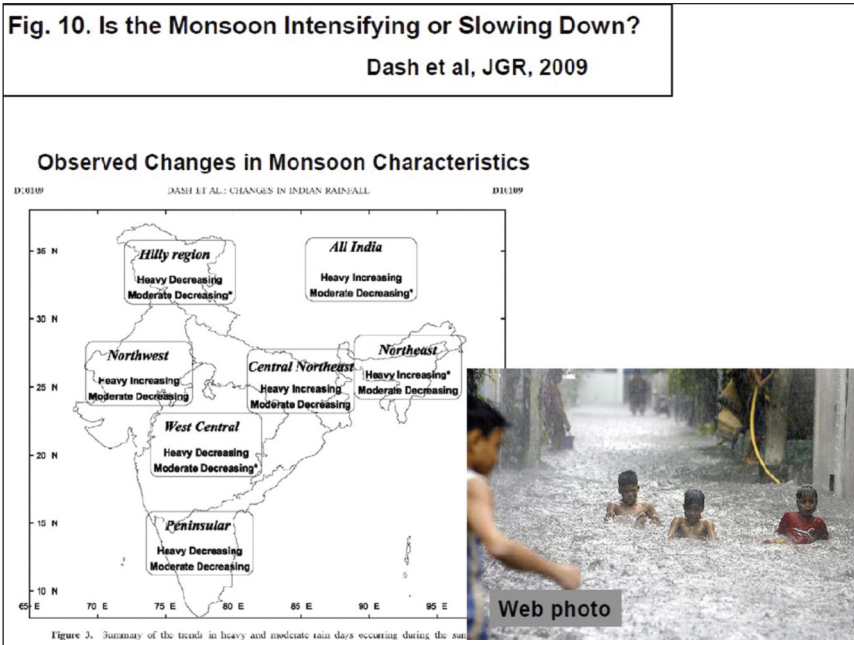 Fig. 10. Is the Monsoon Intensifying or Slowing Down?
Dash et al, JGR, 2009
Observed Changes in Monsoon Characteristics
D10109 DASH ET AL.: CHANGES IN INDIAN RAINFALL D10109
35 N
Hilly region
Heavy Decreasing
Moderate Decreasing*
All India
Heavy Increasing
Moderate Decreasing*
30 N
Northwest
Heavy Increasing
Moderate Decreasing
Central Northeast
Heavy Increasing
Moderate Decreasing
Northeast
Heavy Increasing*
Moderate Decreasing
25 N
West Central
Heavy Decreasing
Moderate Decreasing*
20 N
15 N
Peninsular
Heavy Decreasing
Moderate Decreasing
10 N
65 E 70 E 75 E 80 E 85 E 90 E 95 E
Web photo
Figure 3. Summary of the trends in heavy and moderate rain days occurring during the